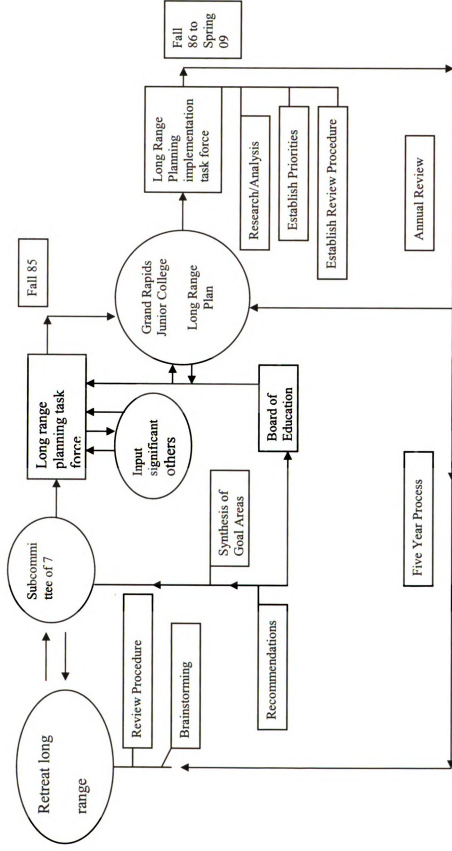 Retreat long
range
Review Procedure
Brainstorming
Subcommi
ttee of 7
Synthesis of
Goal Areas
Recommendations
Long range
planning task
force
Input
significant
others
Board of
Education
Five Year Process
Fall 85
Grand Rapids
Junior College
Long Range
Plan
Long Range
Planning
implementation
task force
Research/Analysis
Establish Priorities
Establish Review Procedure
Annual Review
Fall
86 to
Spring
09